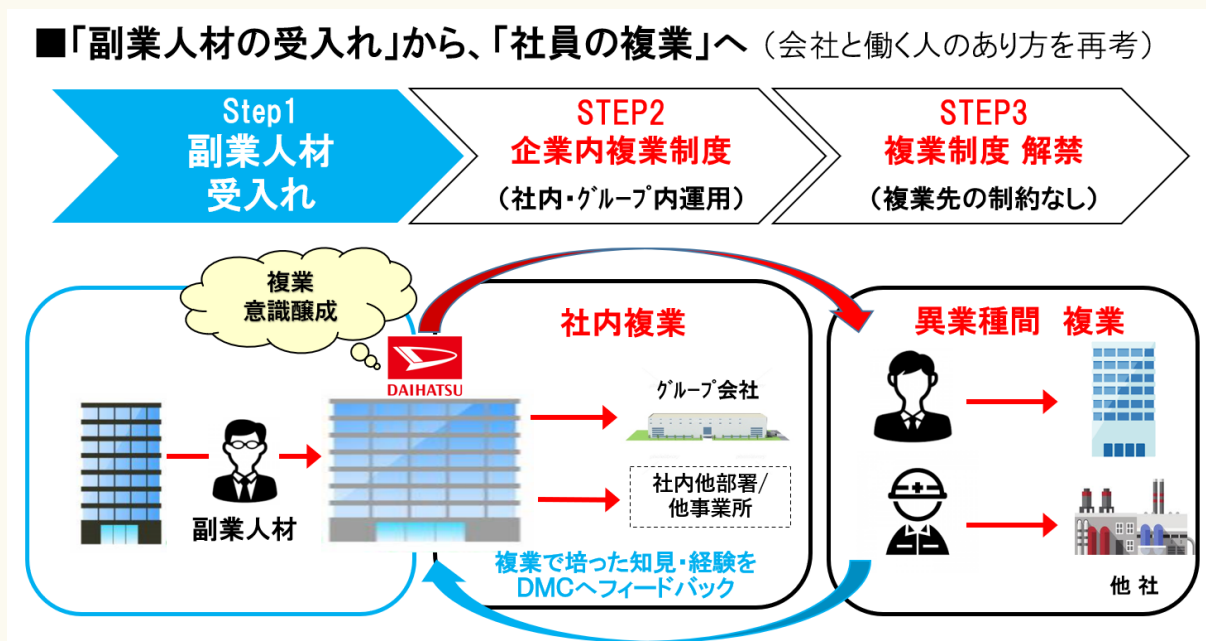 ■「副業人材の受入れ」から、「社員の複業」へ（会社と働く人のあり方を再考）
Step1
副業人材
受入れ
STEP2
企業内複業制度
（社内・ｸﾞﾙｰﾌﾟ内運用）
STEP3
複業制度 解禁
（複業先の制約なし）
複業
意識醸成
DAIHATSU
副業人材
社内複業
ｸﾞﾙｰﾌﾟ会社
社内他部署/
他事業所
複業で培った知見・経験を
DMCへフィードバック
異業種間 複業
他社